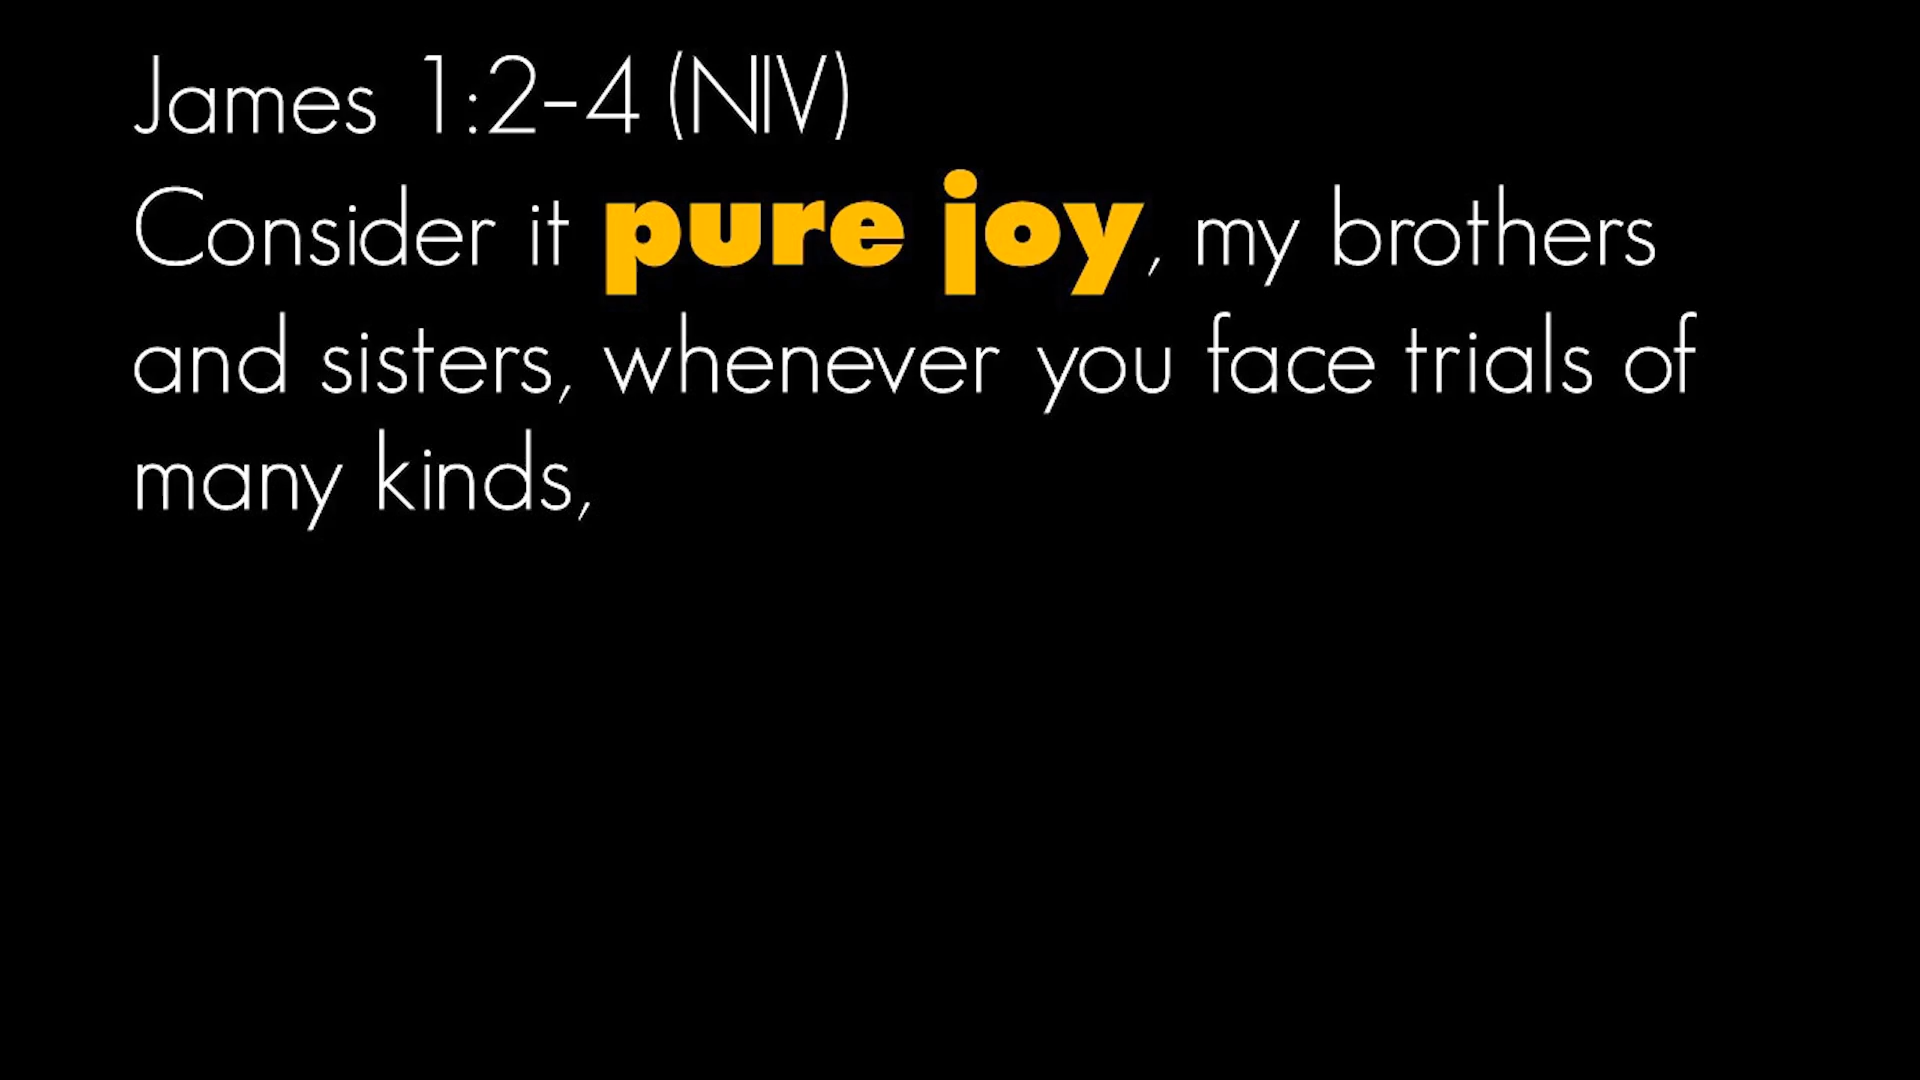 James 1:2–4 (NIV)
Consider it pure joy, my brothers
and sisters, whenever you face trials of
many kinds,